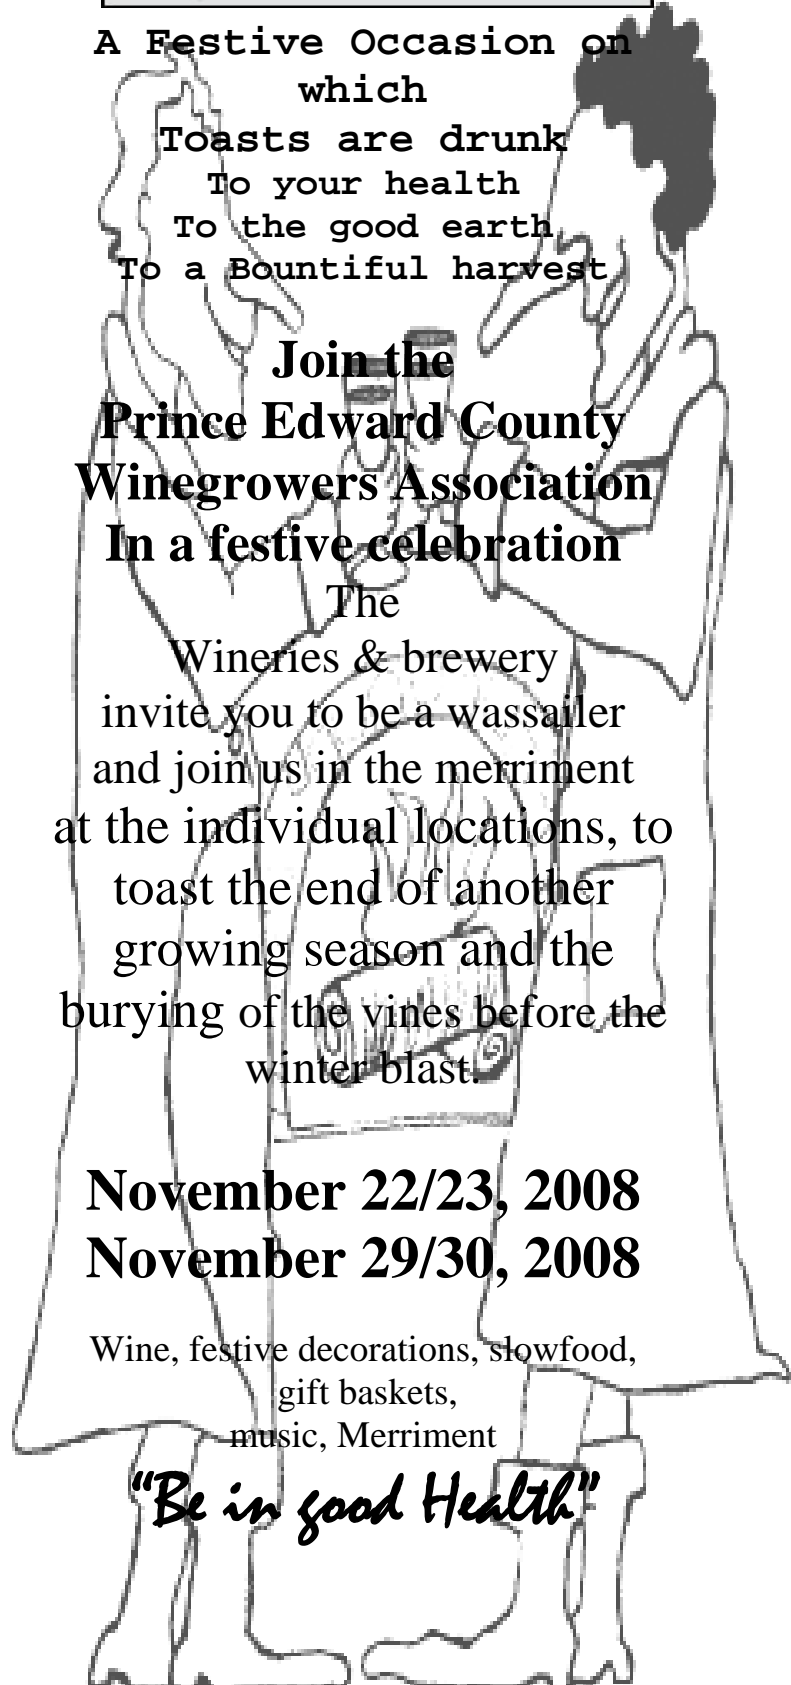 A Festive Occasion on
which
Toasts are drunk
To your health
To the good earth
To a Bountiful harvest
Join the
Prince Edward County
Winegrowers Association
In a festive celebration
The
Wineries & brewery
invite you to be a wassailer
and join us in the merriment
at the individual locations, to
toast the end of another
growing season and the
burying of the vines before the
winter blast.
November 22/23, 2008
November 29/30, 2008
Wine, festive decorations, slowfood,
gift baskets,
music, Merriment
“Be in good Health”